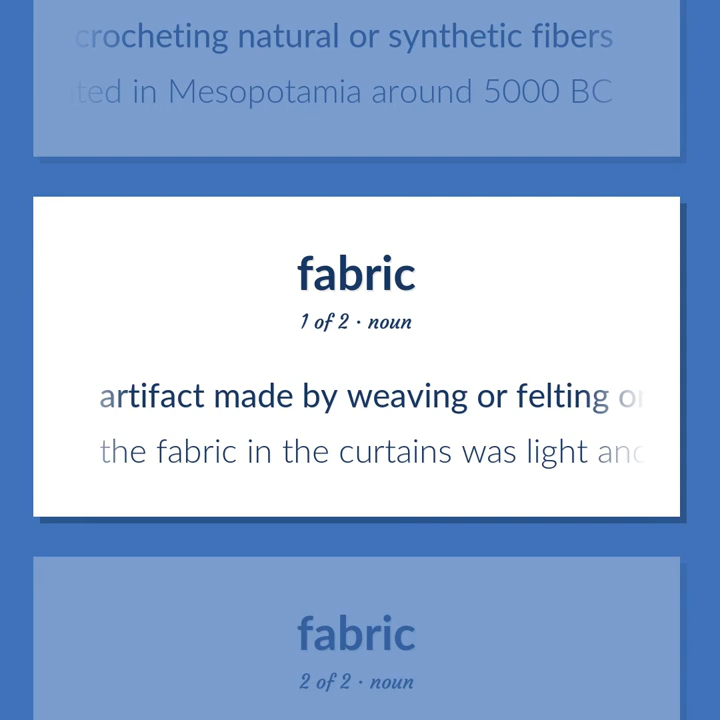 crocheting natural or synthetic fibers
in Mesopotamia around 5000 BC
fabric
1 of 2 · noun
artifact made by weaving or felting or
the fabric in the curtains was light and
fabric
2 of 2 · noun